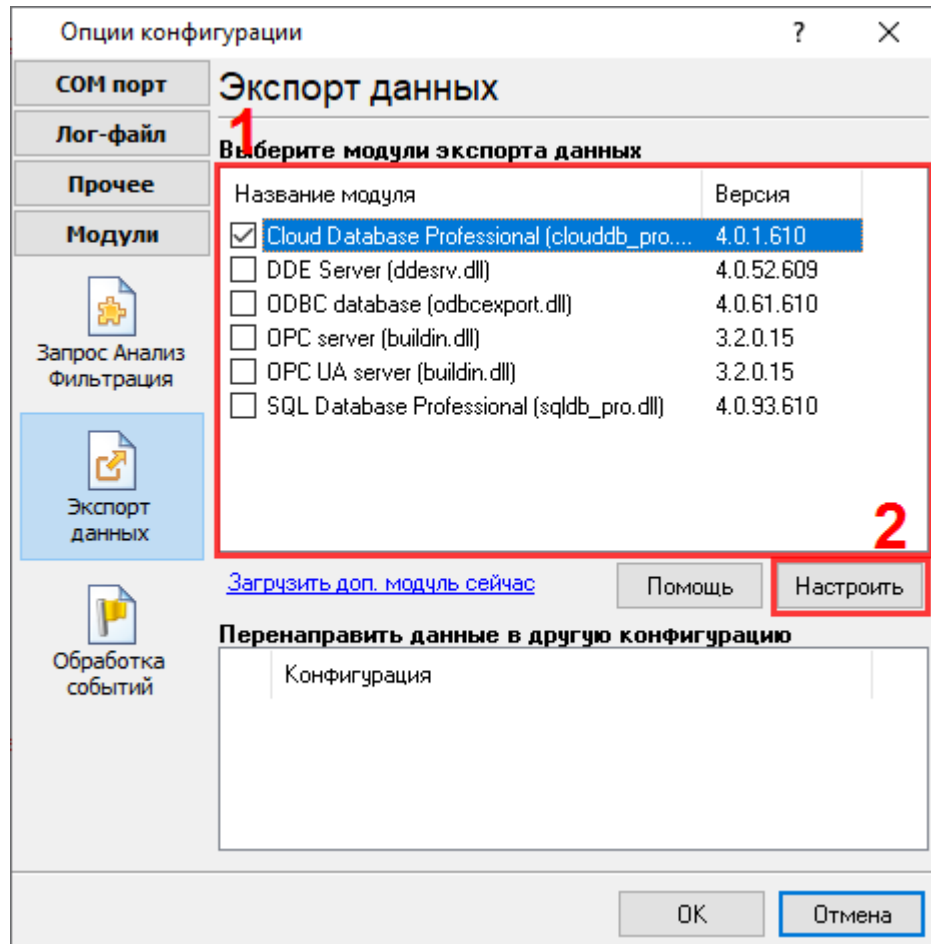 Опции конфигурации
?
COM порт
Лог-файл
Прочее
Модули
Запрос Анализ
Фильтрация
Экспорт
данных
Обработка
событий
Экспорт данных
1
Выберите модули экспорта данных
Название модуля Версия
Cloud Database Professional (clouddb_pro.... 4.0.1.610
DDE Server (ddesrv.dll) 4.0.52.609
ODBC database (odbcexport.dll) 4.0.61.610
OPC server (buildin.dll) 3.2.0.15
OPC UA server (buildin.dll) 3.2.0.15
SQL Database Professional (sqldb_pro.dll) 4.0.93.610
2
Загрузить доп. модуль сейчас
Помощь
Настроить
Перенаправить данные в другую конфигурацию
Конфигурация
OK
Отмена